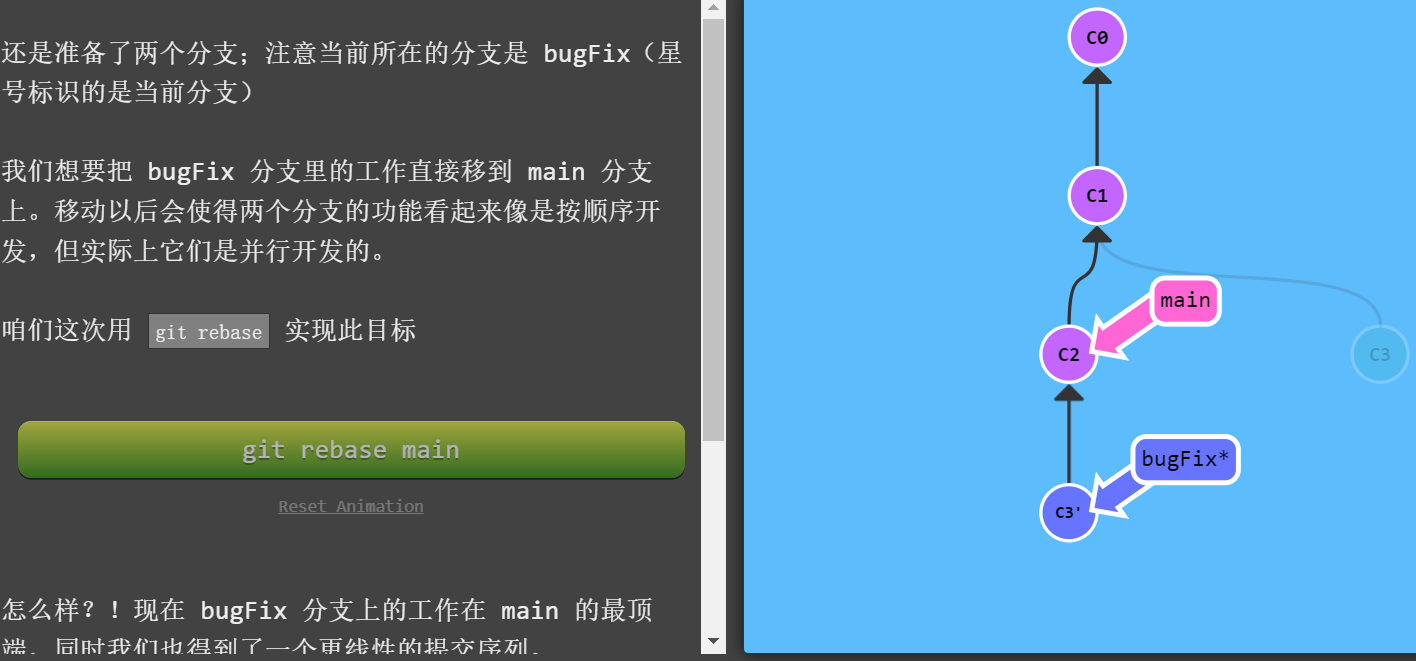 还是准备了两个分支；注意当前所在的分支是 bugFix（星
号标识的是当前分支）
我们想要把 bugFix 分支里的工作直接移到 main 分支
上。移动以后会使得两个分支的功能看起来像是按顺序开
发，但实际上它们是并行开发的。
咱们这次用 git rebase 实现此目标
git rebase main
Reset Animation
怎么样？！现在 bugFix 分支上的工作在 main 的最顶
端，同时我们也得到了一个更线性的提交序列。
C0
C1
main
C2
C3
bugFix*
C3'